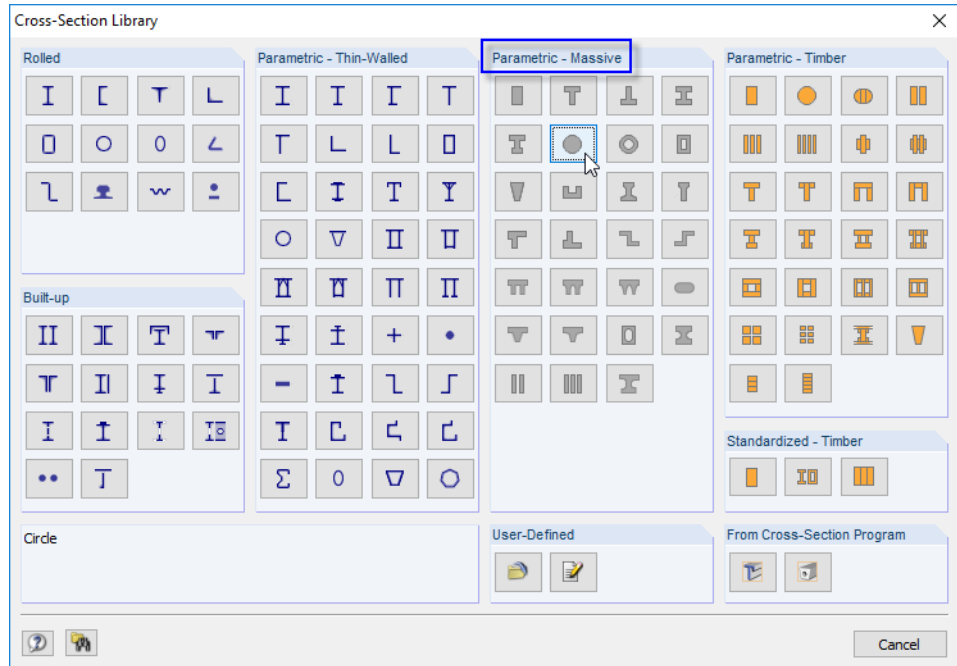 Cross-Section Library
Rolled
Parametric - Thin-Walled
Parametric - Massive
Parametric - Timber
Built-up
Standardized - Timber
Circle
User-Defined
From Cross-Section Program
Cancel